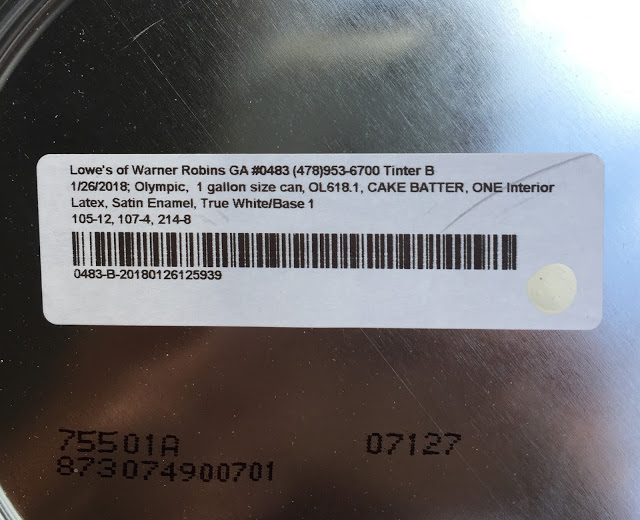 Lowe's of Warner Robins GA #0483 (478)953-6700 Tinter B
1/26/2018; Olympic, 1 gallon size can, OL618.1, CAKE BATTER, ONE Interior
Latex, Satin Enamel, True White/Base 1
105-12, 107-4, 214-8
0483-B-20180126125939
75501A 07127
873074900701